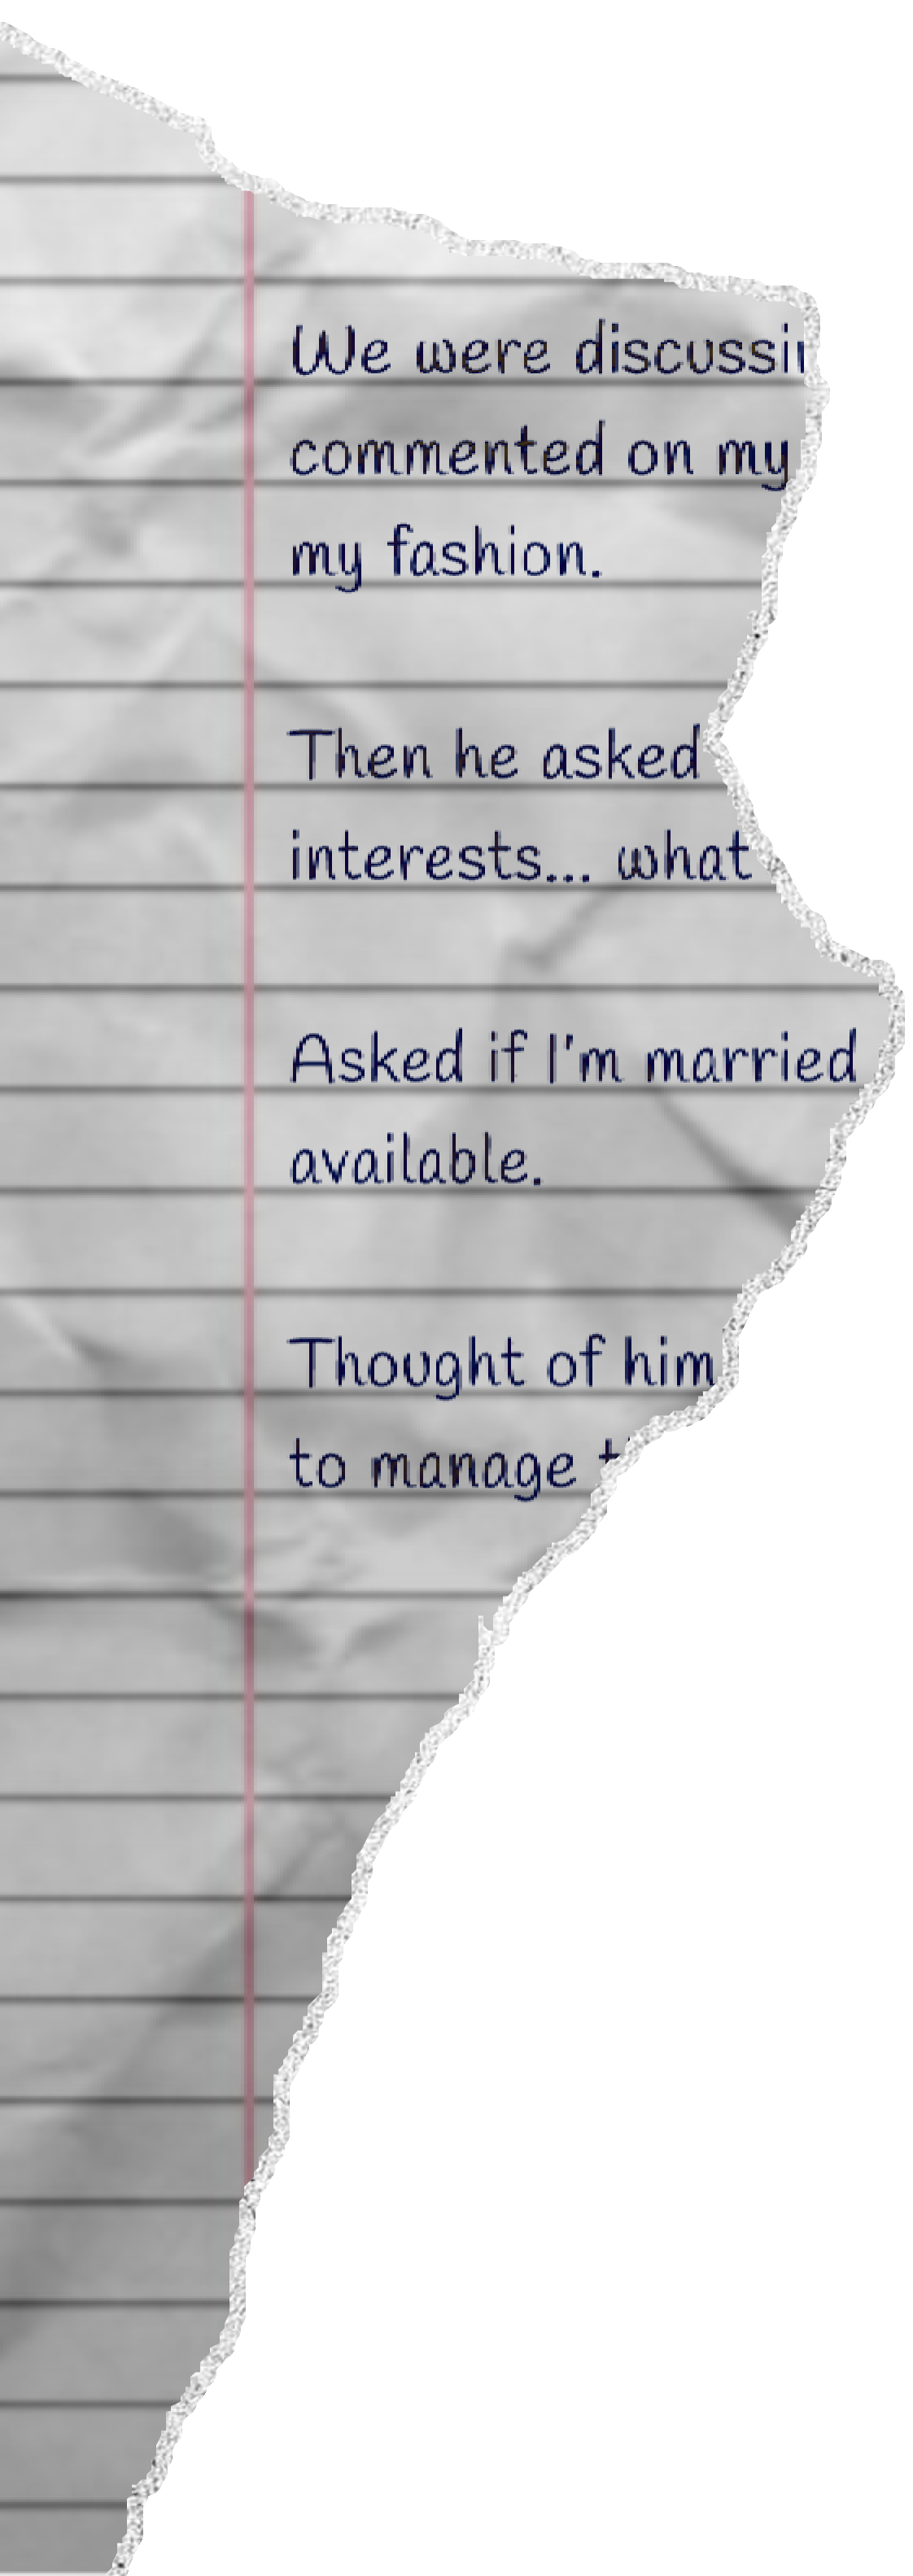 We were
commented on my
my fashion.
Then he asked
interests... what
Asked if I'm married
available.
Thought of him
to manage